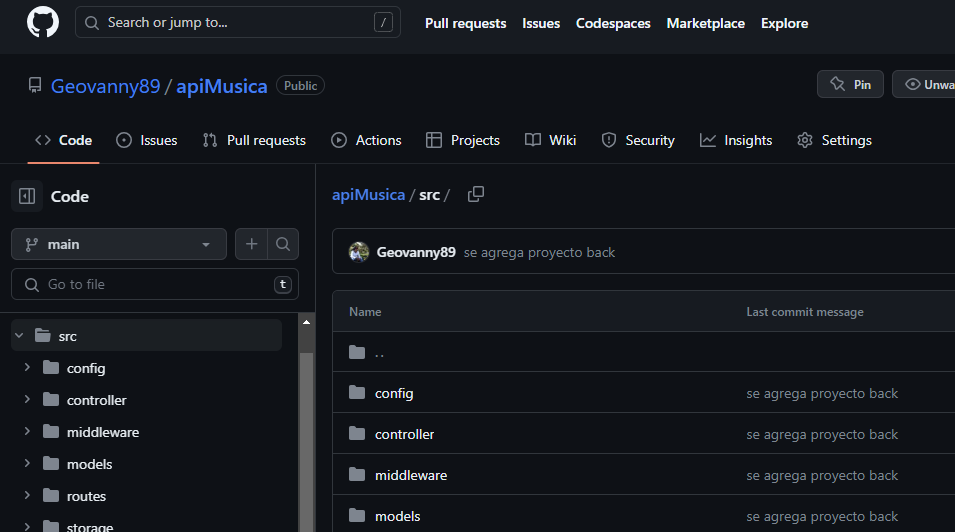 Search or jump to... /
Pull requests Issues Codespaces Marketplace Explore
Geovanny89 / apiMusica Public
Pin Unwa
Code Issues Pull requests Actions Projects Wiki Security Insights Settings
Code
main
Go to file t
src
config
controller
middleware
models
routes
storage
apiMusica / src /
Geovanny89 se agrega proyecto back
Name Last commit message
..
config se agrega proyecto back
controller se agrega proyecto back
middleware se agrega proyecto back
models se agrega proyecto back